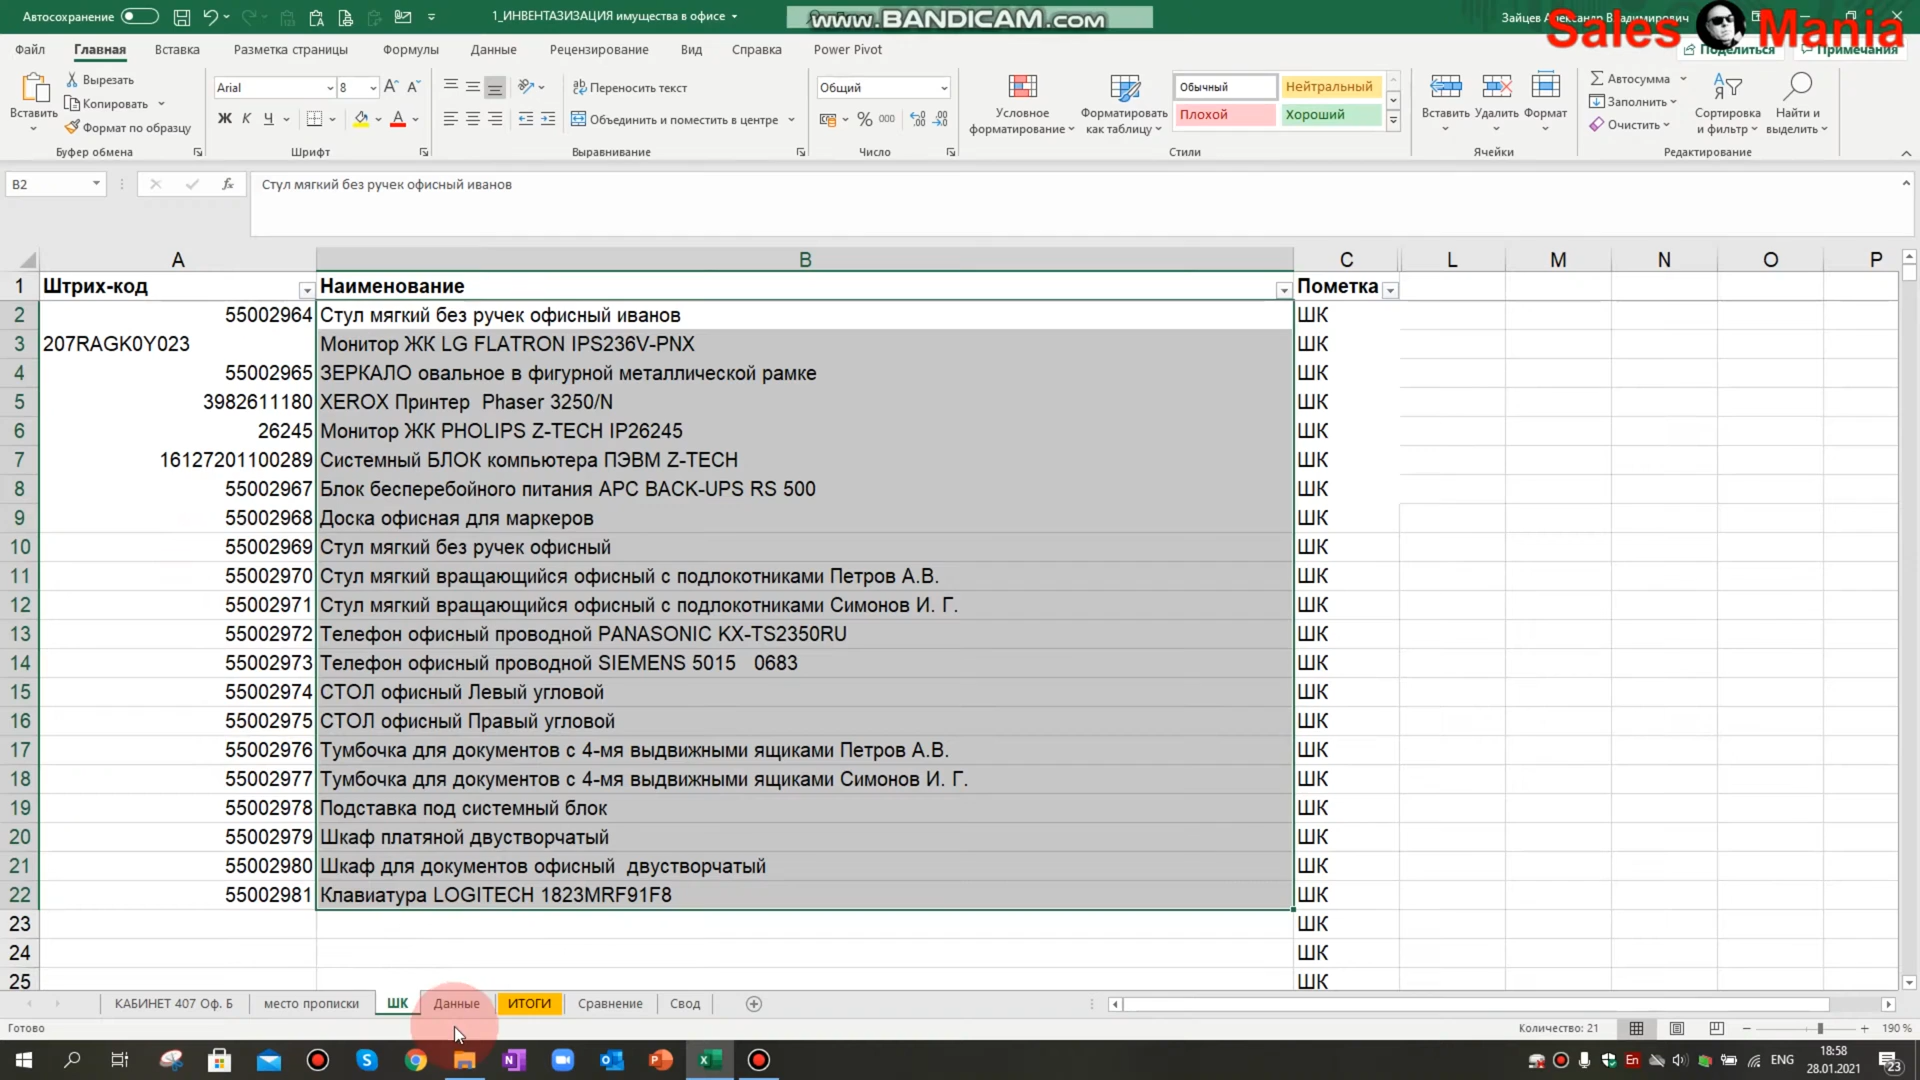 Автосохранение
1_ИНВЕНТАЗИЗАЦИЯ имущества в офисе
www.BANDICAM.com
Зайцев Александр Владимирович
Sales Mania
Файл Главная Вставка Разметка страницы Формулы Данные Рецензирование Вид Справка Power Pivot
Поделиться Примечания
Вставить
Вырезать
Копировать
Формат по образцу
Буфер обмена
Arial 8
Ж К Ч
Шрифт
Переносить текст
Объединить и поместить в центре
Выравнивание
Общий
% 000
Число
Условное форматирование
Форматировать как таблицу
Обычный Нейтральный
Плохой Хороший
Стили
Вставить Удалить Формат
Ячейки
Автосумма
Заполнить
Очистить
Сортировка и фильтр
Найти и выделить
Редактирование
B2 fx Стул мягкий без ручек офисный иванов
A B C L M N O P
1 Штрих-код Наименование Пометка
2 55002964 Стул мягкий без ручек офисный иванов ШК
3 207RAGK0Y023 Монитор ЖК LG FLATRON IPS236V-PNX ШК
4 55002965 ЗЕРКАЛО овальное в фигурной металлической рамке ШК
5 3982611180 XEROX Принтер Phaser 3250/N ШК
6 26245 Монитор ЖК PHOLIPS Z-TECH IP26245 ШК
7 16127201100289 Системный БЛОК компьютера ПЭВМ Z-TECH ШК
8 55002967 Блок бесперебойного питания APC BACK-UPS RS 500 ШК
9 55002968 Доска офисная для маркеров ШК
10 55002969 Стул мягкий без ручек офисный ШК
11 55002970 Стул мягкий вращающийся офисный с подлокотниками Петров А.В. ШК
12 55002971 Стул мягкий вращающийся офисный с подлокотниками Симонов И. Г. ШК
13 55002972 Телефон офисный проводной PANASONIC KX-TS2350RU ШК
14 55002973 Телефон офисный проводной SIEMENS 5015 0683 ШК
15 55002974 СТОЛ офисный Левый угловой ШК
16 55002975 СТОЛ офисный Правый угловой ШК
17 55002976 Тумбочка для документов с 4-мя выдвижными ящиками Петров А.В. ШК
18 55002977 Тумбочка для документов с 4-мя выдвижными ящиками Симонов И. Г. ШК
19 55002978 Подставка под системный блок ШК
20 55002979 Шкаф платяной двустворчатый ШК
21 55002980 Шкаф для документов офисный двустворчатый ШК
22 55002981 Клавиатура LOGITECH 1823MRF91F8 ШК
23 ШК
24 ШК
25 ШК
КАБИНЕТ 407 Оф. Б место прописки ШК Данные ИТОГИ Сравнение Свод
Готово Количество: 21 190 %
En ENG 18:58
28.01.2021 23